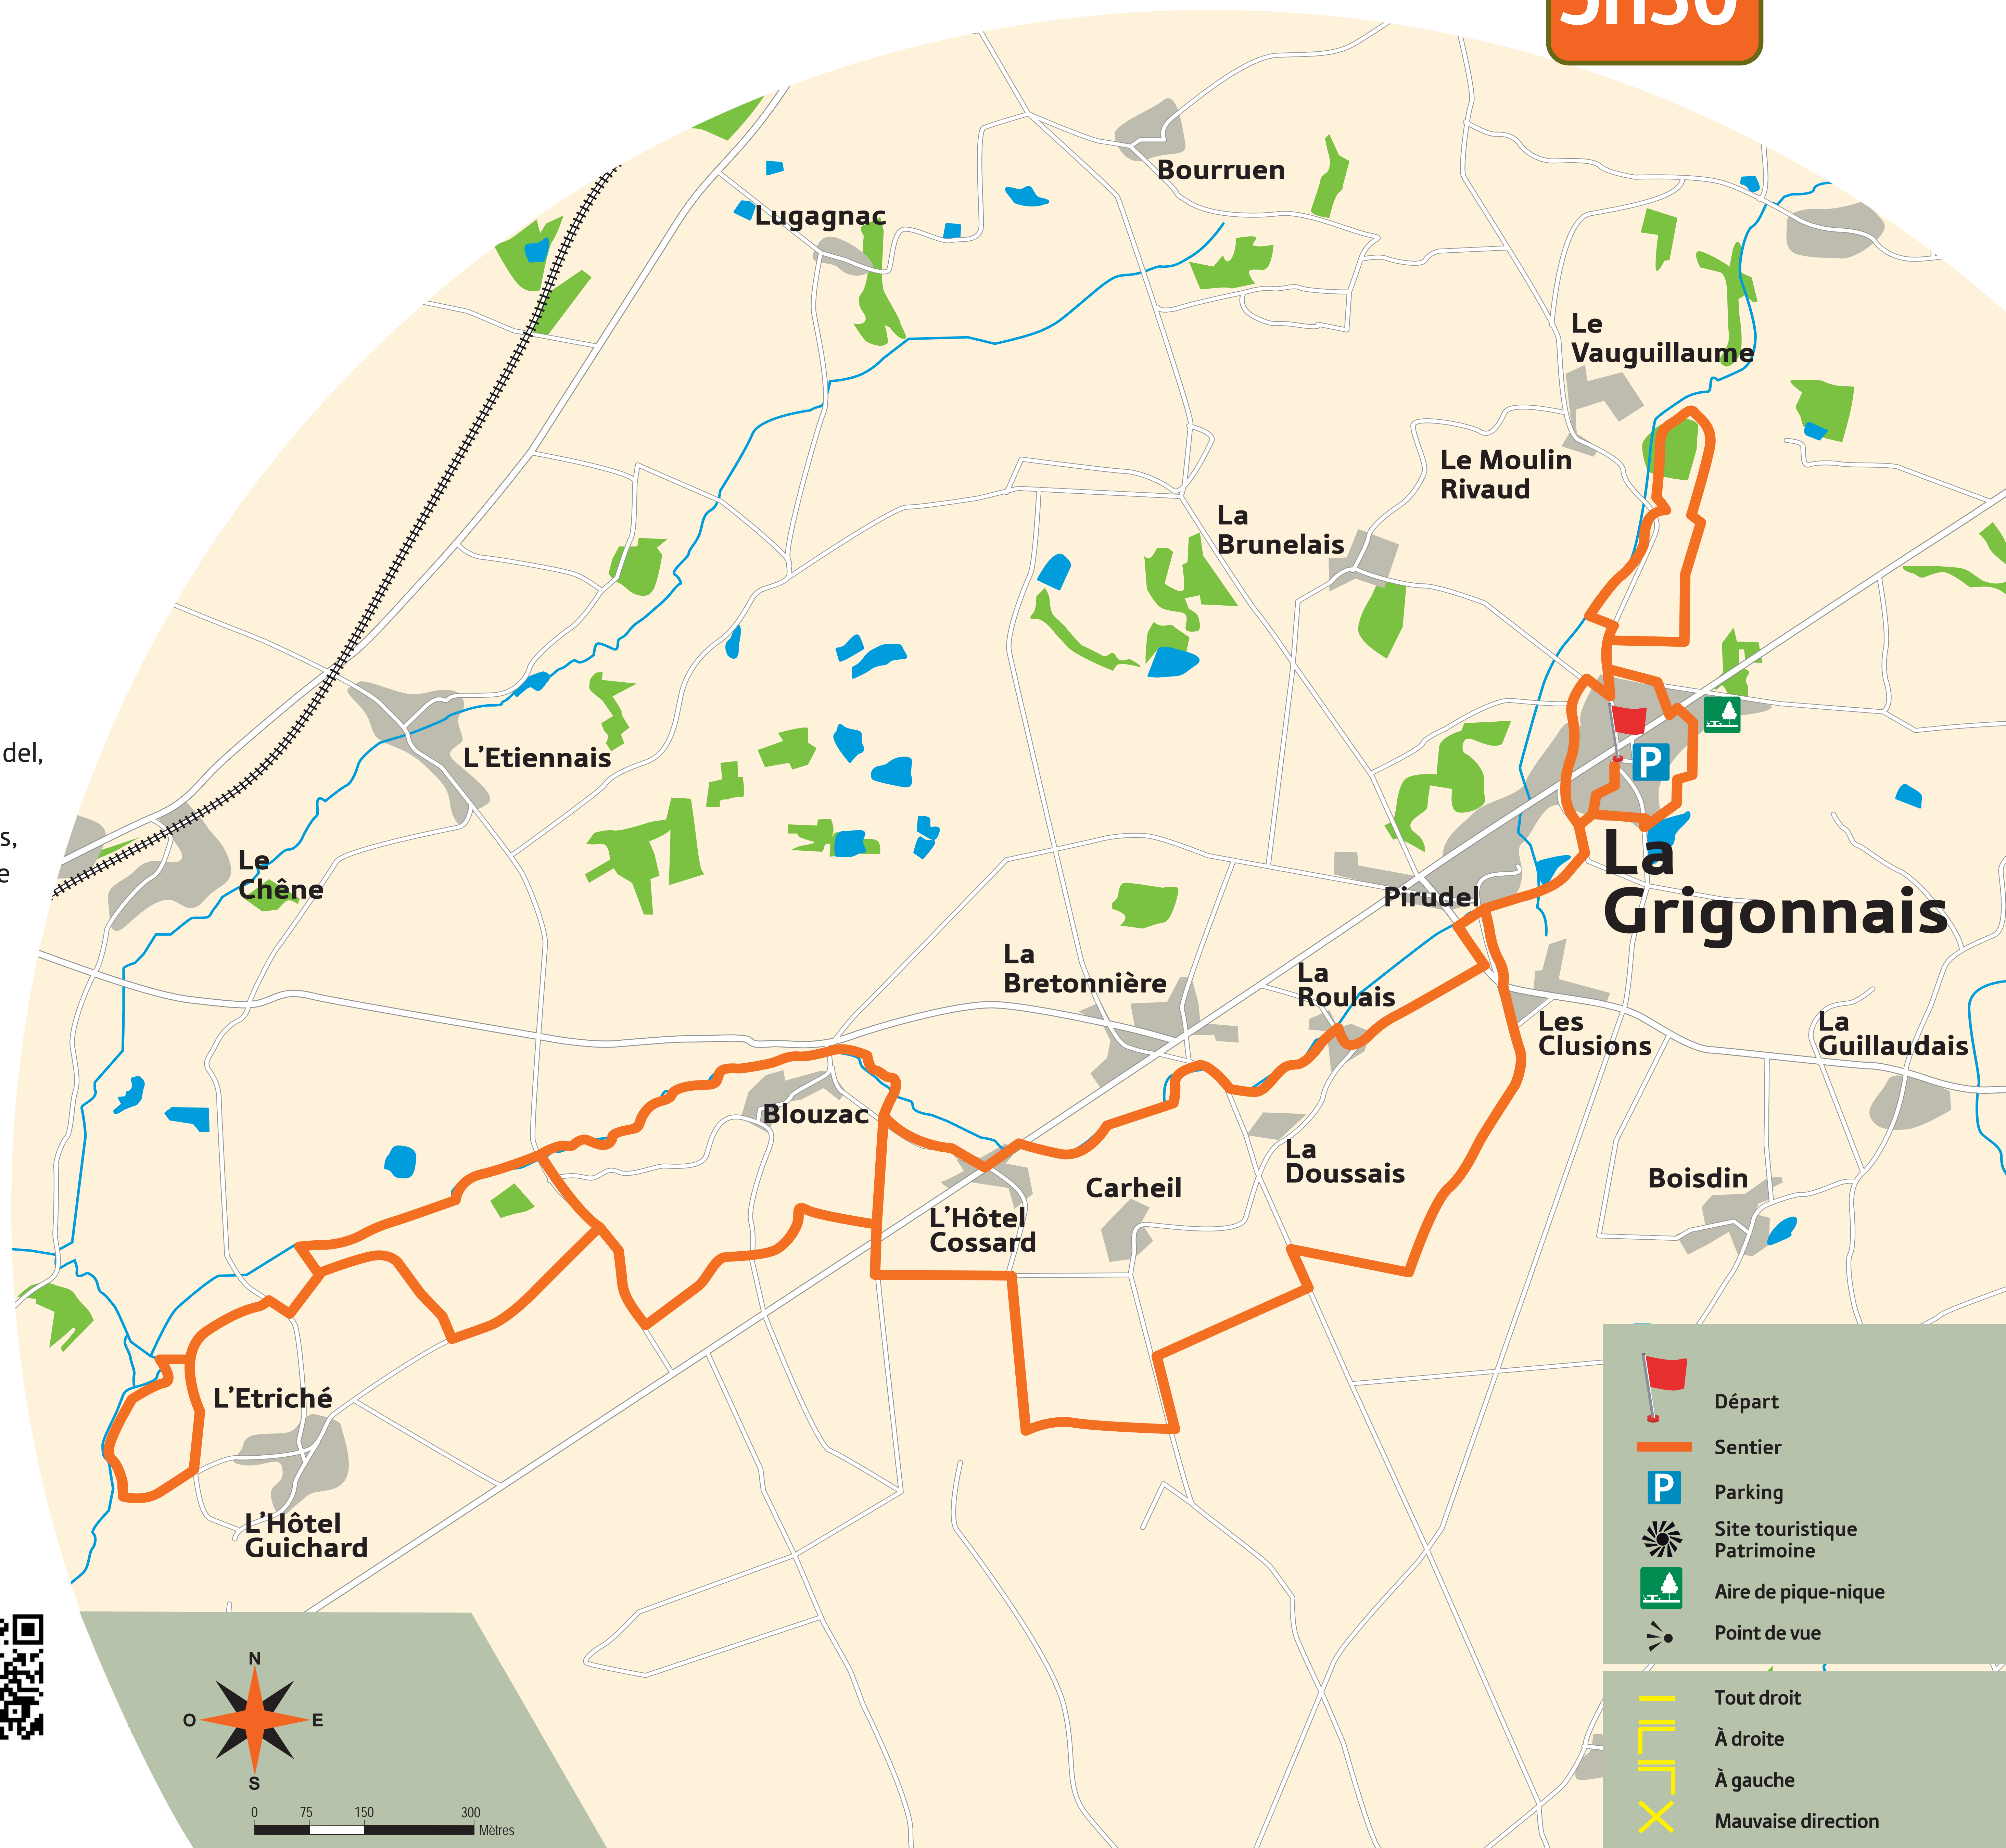 5h30
Bourruen
Lugagnac
Le
Vauguillaume
Le Moulin
Rivaud
La
Brunelais
L'Etiennais
Le
Chêne
P
La
Grigonnais
Pirudel
La
Bretonnière
La
Roulais
Les
Clusions
La
Guillaudais
Blouzac
La
Doussais
Carheil
Boisdin
L'Hôtel
Cossard
L'Etriché
L'Hôtel
Guichard
N
O
E
S
0 75 150 300
Mètres
Départ
Sentier
P
Parking
Site touristique
Patrimoine
Aire de pique-nique
Point de vue
Tout droit
À droite
À gauche
Mauvaise direction